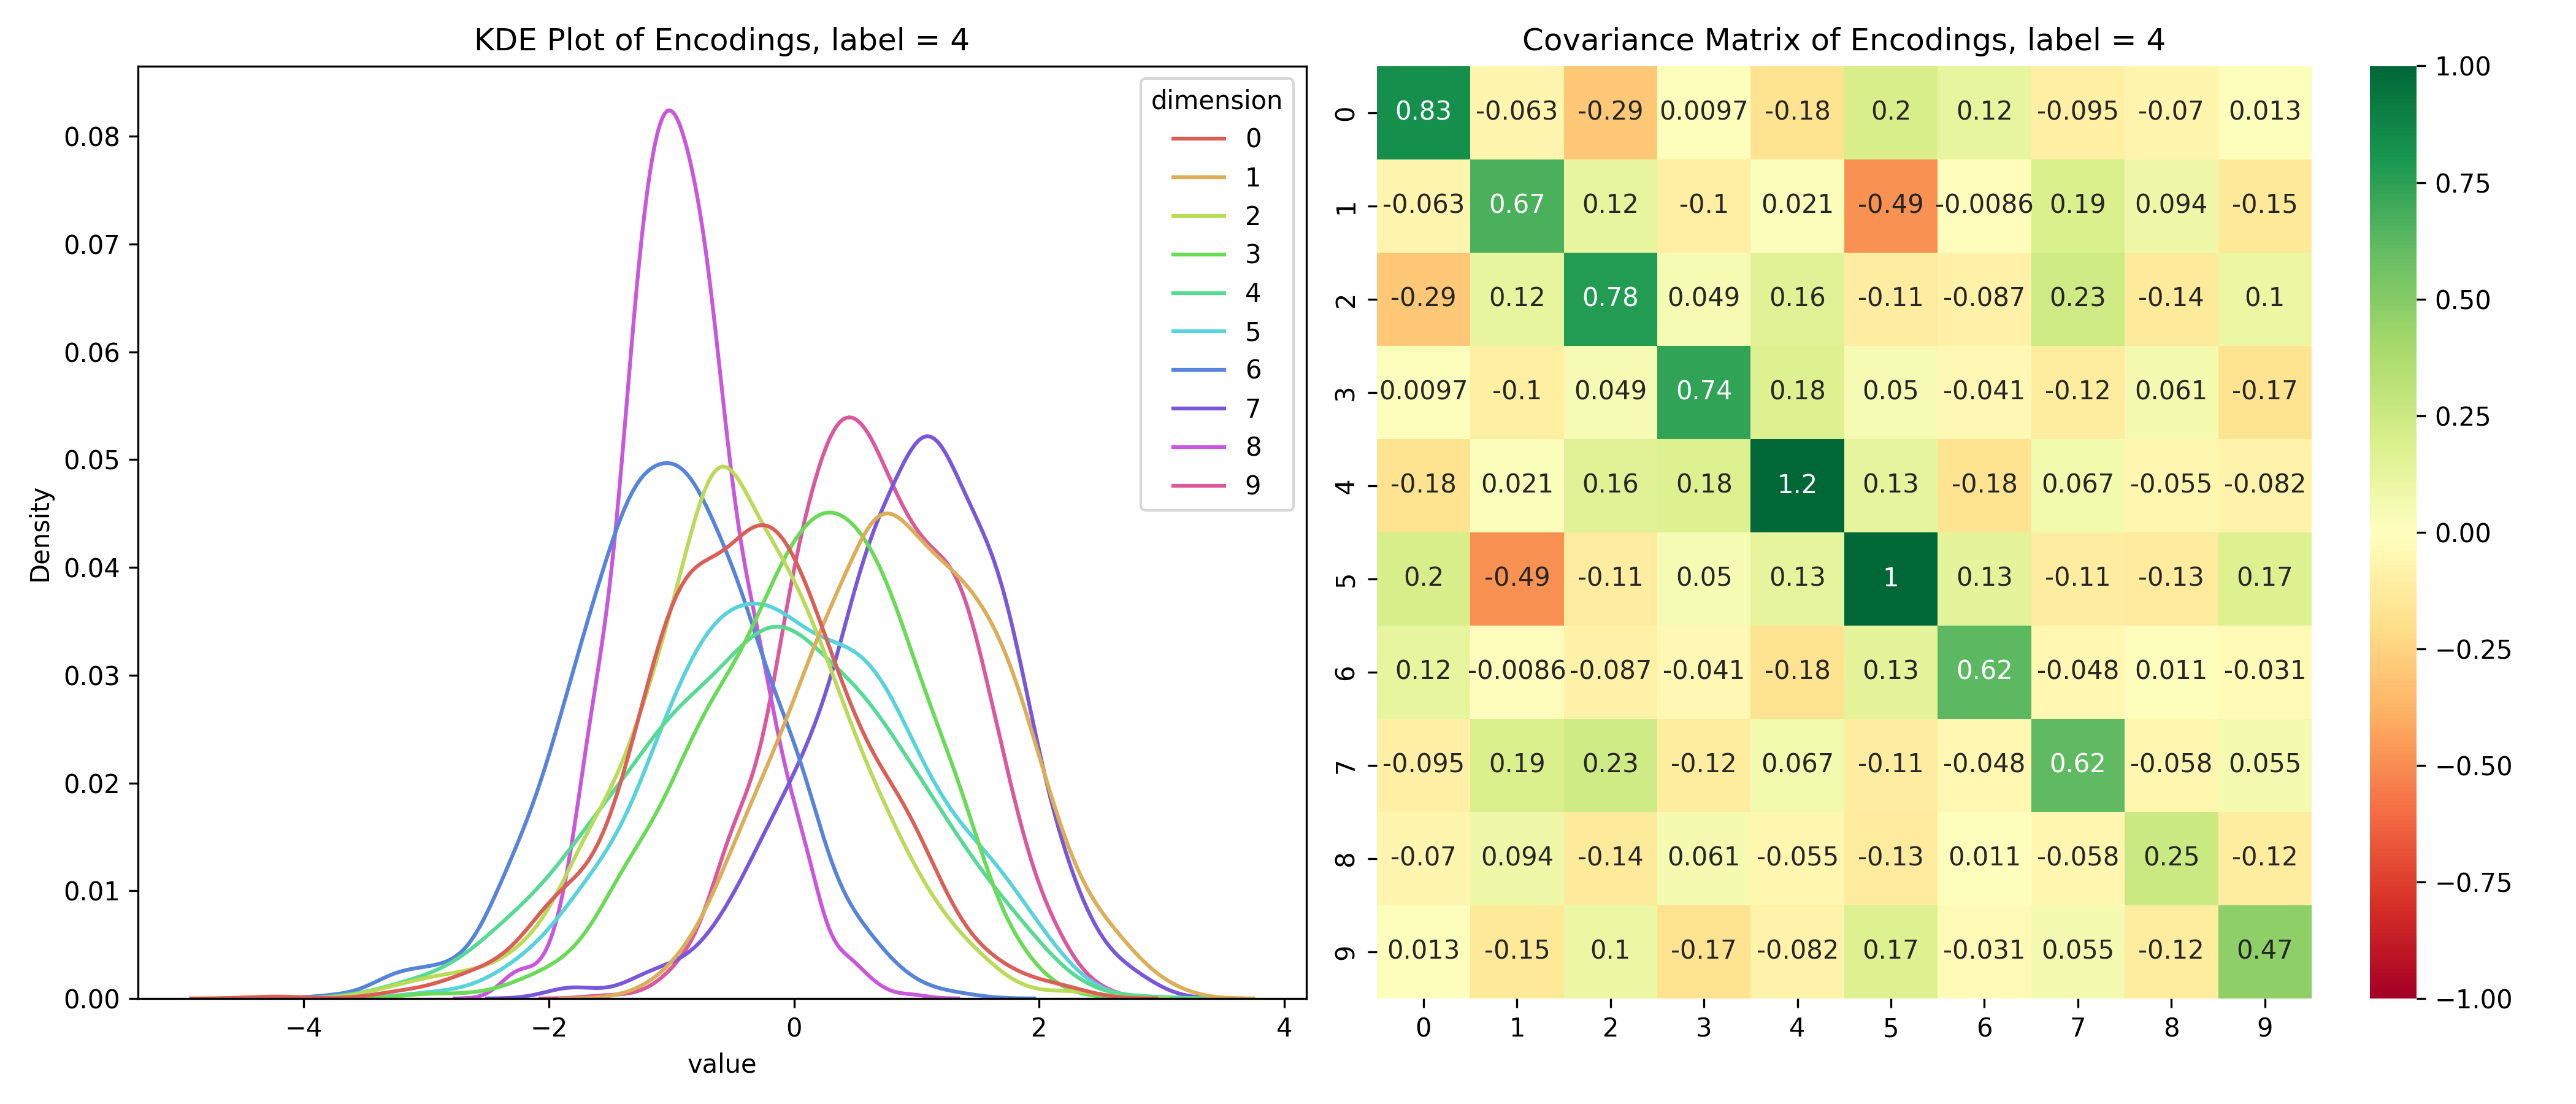 KDE Plot of Encodings, label = 4
0.08
0.07
0.06
0.05
0.04
0.03
0.02
0.01
0.00
Density
−4 −2 0 2 4
value
dimension
0
1
2
3
4
5
6
7
8
9
Covariance Matrix of Encodings, label = 4
0 0.83 -0.063 -0.29 0.0097 -0.18 0.2 0.12 -0.095 -0.07 0.013
1 -0.063 0.67 0.12 -0.1 0.021 -0.49 -0.0086 0.19 0.094 -0.15
2 -0.29 0.12 0.78 0.049 0.16 -0.11 -0.087 0.23 -0.14 0.1
3 0.0097 -0.1 0.049 0.74 0.18 0.05 -0.041 -0.12 0.061 -0.17
4 -0.18 0.021 0.16 0.18 1.2 0.13 -0.18 0.067 -0.055 -0.082
5 0.2 -0.49 -0.11 0.05 0.13 1 0.13 -0.11 -0.13 0.17
6 0.12 -0.0086 -0.087 -0.041 -0.18 0.13 0.62 -0.048 0.011 -0.031
7 -0.095 0.19 0.23 -0.12 0.067 -0.11 -0.048 0.62 -0.058 0.055
8 -0.07 0.094 -0.14 0.061 -0.055 -0.13 0.011 -0.058 0.25 -0.12
9 0.013 -0.15 0.1 -0.17 -0.082 0.17 -0.031 0.055 -0.12 0.47
0 1 2 3 4 5 6 7 8 9
1.00
0.75
0.50
0.25
0.00
−0.25
−0.50
−0.75
−1.00